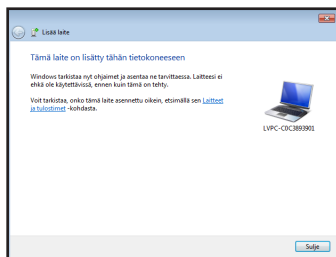 Lisää laite
Tämä laite on lisätty tähän tietokoneeseen
Windows tarkistaa nyt ohjaimet ja asentaa ne tarvittaessa. Laitteesi ei
ehkä ole käytettävissä, ennen kuin tämä on tehty.
Voit tarkistaa, onko tämä laite asennettu oikein, etsimällä sen Laitteet
ja tulostimet -kohdasta.
LVPC-C0C3893901
Sulje